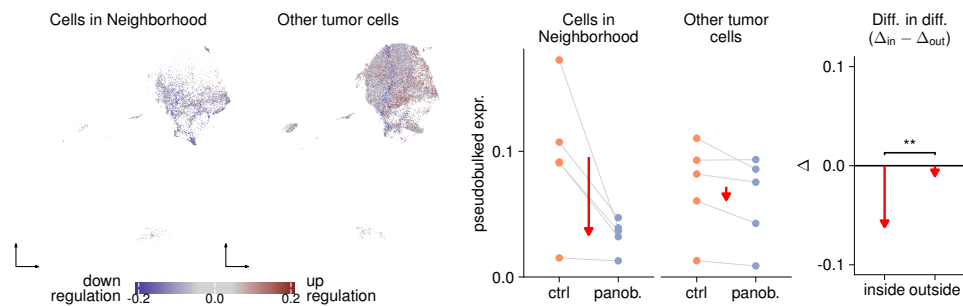 Cells in Neighborhood
Other tumor cells
down
regulation
-0.2
0.0
0.2
up
regulation
Cells in
Neighborhood
Other tumor
cells
pseudobulked expr.
0.1
0.0
ctrl
panob.
ctrl
panob.
Diff. in diff.
(Δin − Δout)
Δ
0.1
0.0
-0.1
**
inside outside